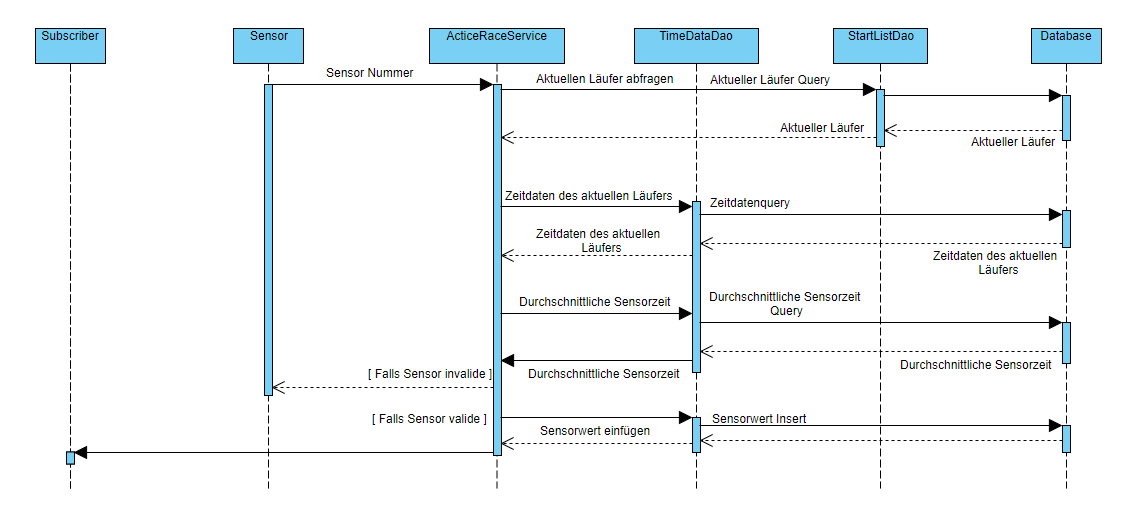 Subscriber
Sensor
ActiceRaceService
TimeDataDao
StartListDao
Database
Sensor Nummer
Aktuellen Läufer abfragen
Aktueller Läufer Query
Aktueller Läufer
Aktueller Läufer
Zeitdaten des aktuellen Läufers
Zeitdatenquery
Zeitdaten des aktuellen
Läufers
Zeitdaten des aktuellen
Läufers
Durchschnittliche Sensorzeit
Durchschnittliche Sensorzeit
Query
Durchschnittliche Sensorzeit
[ Falls Sensor invalide ]
Durchschnittliche Sensorzeit
[ Falls Sensor valide ]
Sensorwert Insert
Sensorwert einfügen